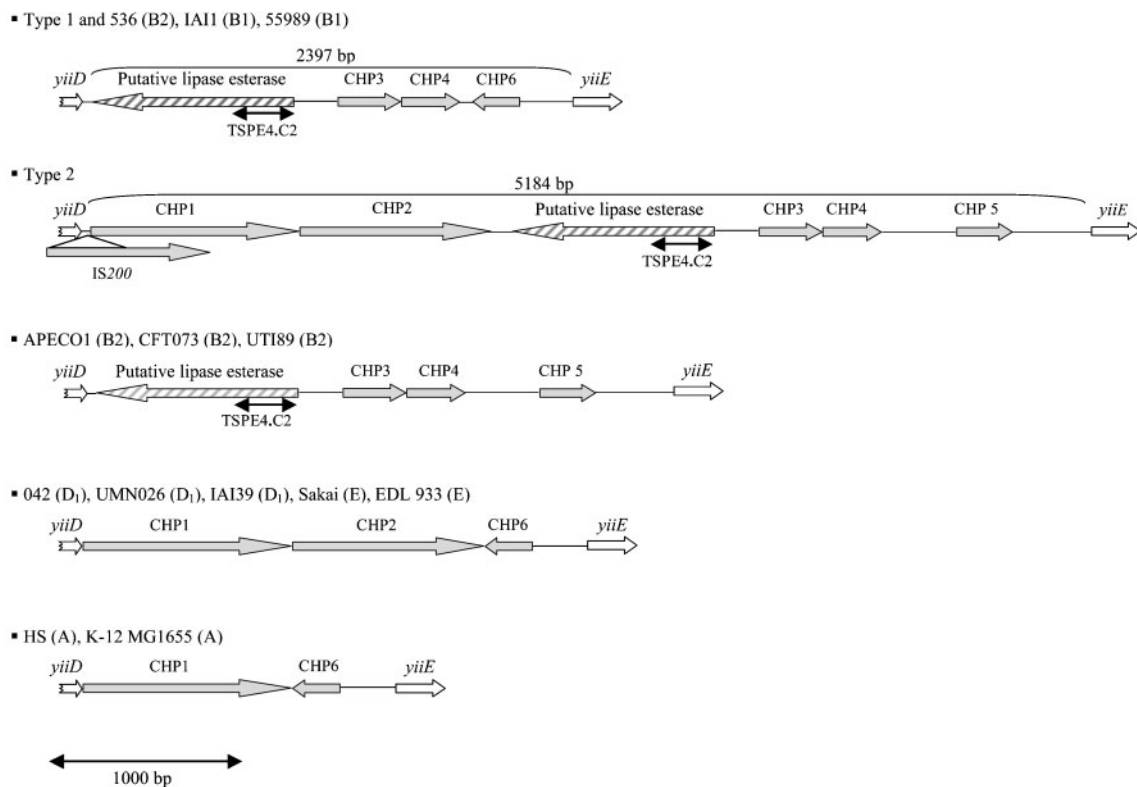 ▪ Type 1 and 536 (B2), IAI1 (B1), 55989 (B1)
2397 bp
yiiD Putative lipase esterase CHP3 CHP4 CHP6 yiiE
TSPE4.C2
▪ Type 2
5184 bp
yiiD CHP1 CHP2 Putative lipase esterase CHP3 CHP4 CHP 5 yiiE
TSPE4.C2
IS200
▪ APECO1 (B2), CFT073 (B2), UTI89 (B2)
yiiD Putative lipase esterase CHP3 CHP4 CHP 5 yiiE
TSPE4.C2
▪ 042 (D₁), UMN026 (D₁), IAI39 (D₁), Sakai (E), EDL 933 (E)
yiiD CHP1 CHP2 CHP6 yiiE
▪ HS (A), K-12 MG1655 (A)
yiiD CHP1 CHP6 yiiE
1000 bp